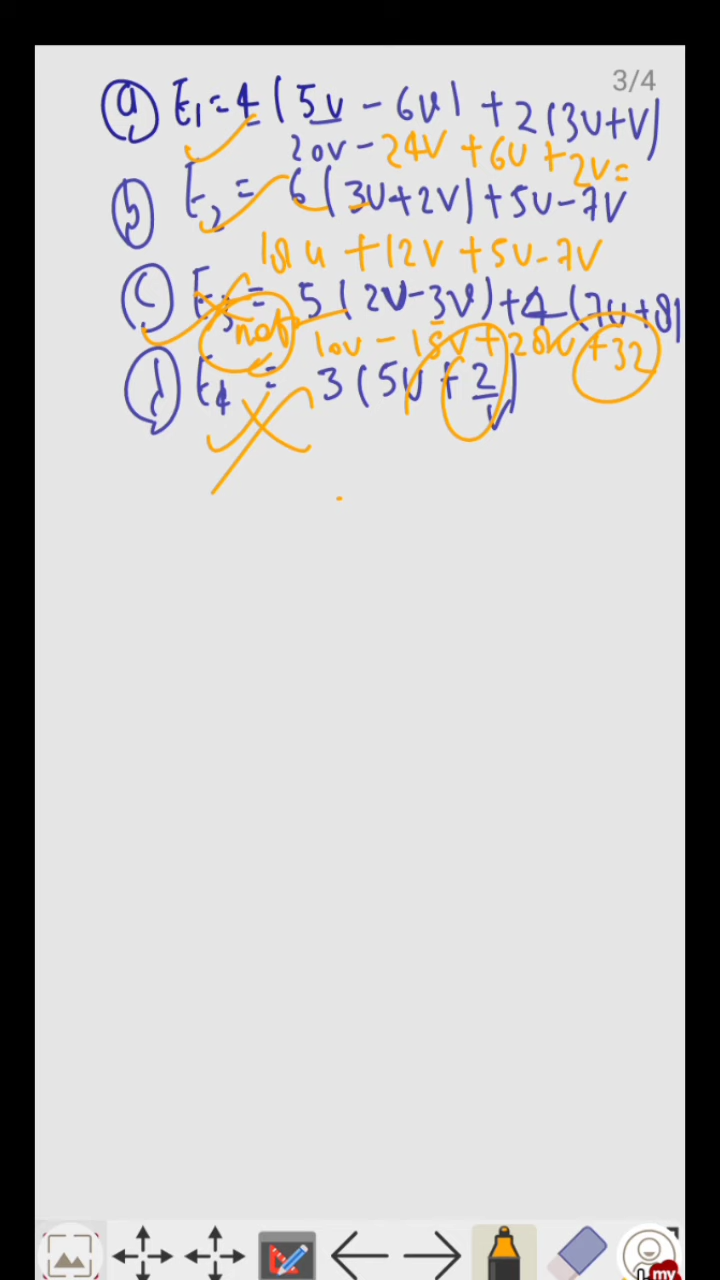 3/4
a E₁ = 4 (5u - 6v) + 2 (3u+v)
20u - 24v + 6u + 2v =
b E₂ = 6 (3u+2v) + 5u - 7v
18u + 12v + 5u - 7v
c E₃ = 5 (2u - 3v) + 4 (7u + 8)
not 10u - 15v + 28u + 32
d E₄ = 3 (5u + 2/v)
my